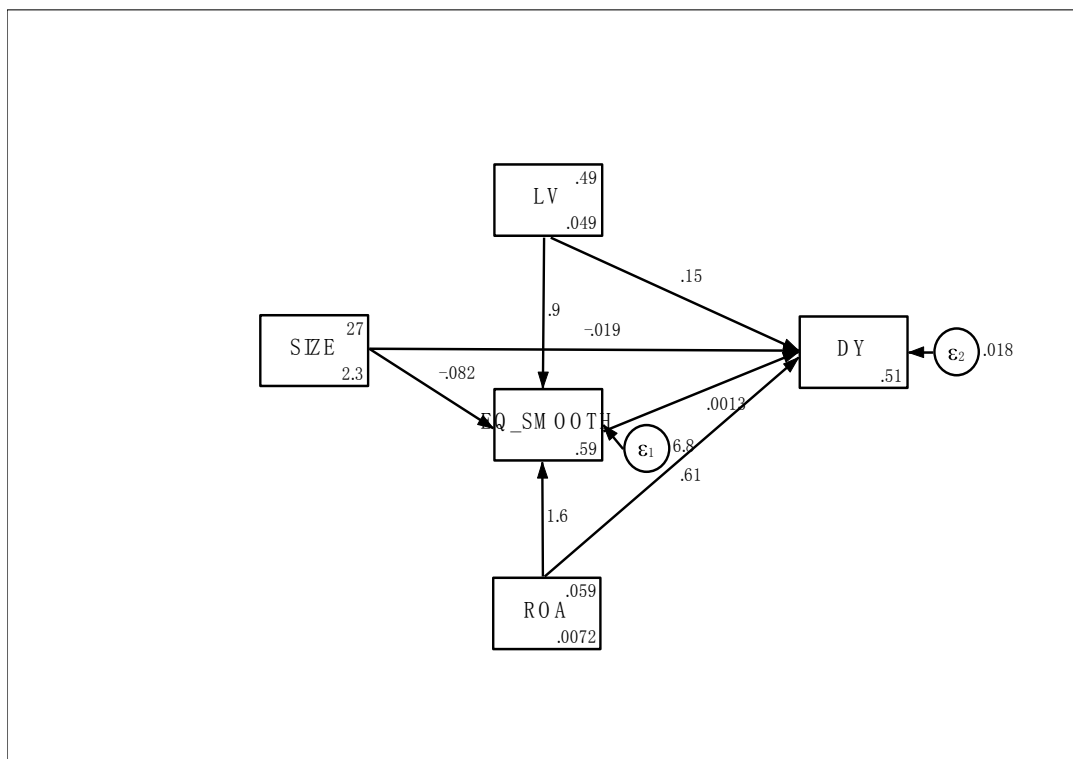 .49
LV
.049
.15
.9
27
SIZE
2.3
-.019
-.082
DY
.51
ε2
.018
EQ_SMOOTH
.59
.0013
ε1
6.8
.61
1.6
.059
ROA
.0072